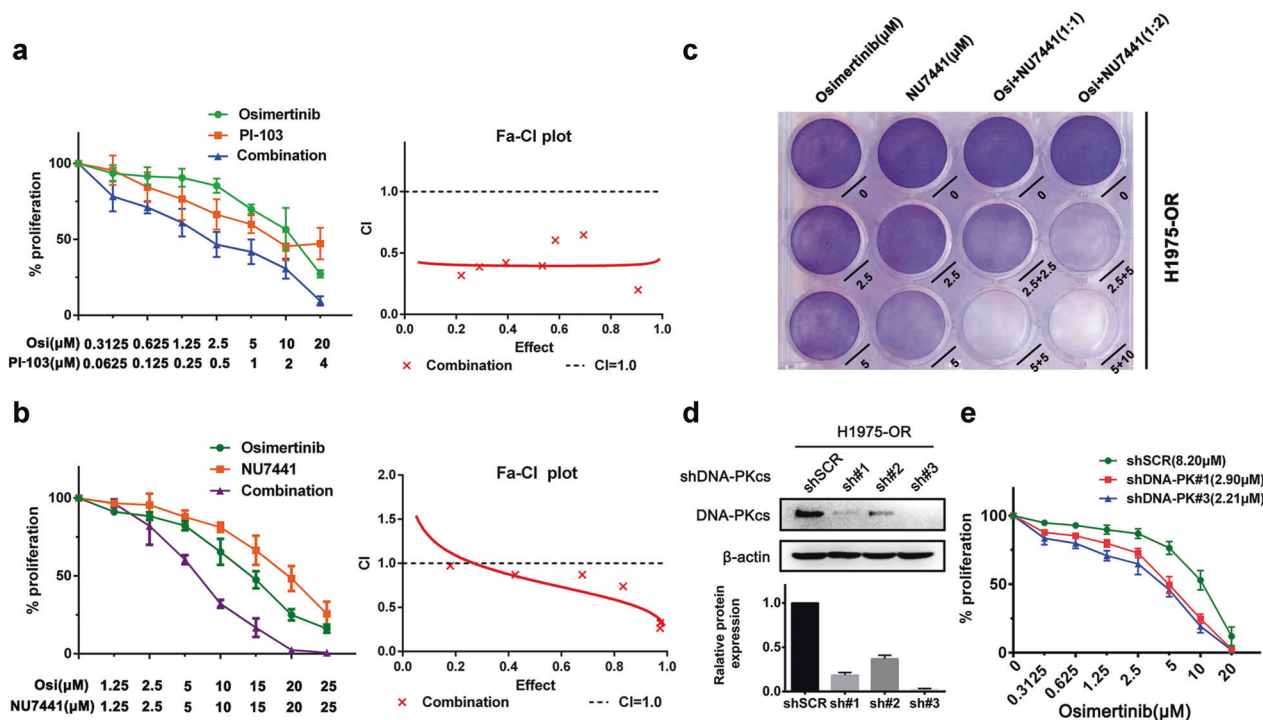 a
Osimertinib
PI-103
Combination
% proliferation
100
50
0
Osi(μM) 0.3125 0.625 1.25 2.5 5 10 20
PI-103(μM) 0.0625 0.125 0.25 0.5 1 2 4
Fa-CI plot
CI
1.0
0.5
0.0
0.0 0.2 0.4 0.6 0.8 1.0
Effect
Combination CI=1.0
b
Osimertinib
NU7441
Combination
% proliferation
100
50
0
Osi(μM) 1.25 2.5 5 10 15 20 25
NU7441(μM) 1.25 2.5 5 10 15 20 25
Fa-CI plot
CI
2.0
1.5
1.0
0.5
0.0
0.0 0.2 0.4 0.6 0.8 1.0
Effect
Combination CI=1.0
c
Osimertinib(μM) NU7441(μM) Osi+NU7441(1:1) Osi+NU7441(1:2)
0 0 0 0
2.5 2.5 2.5+2.5 2.5+5
5 5 5+5 5+10
H1975-OR
d
H1975-OR
shDNA-PKcs shSCR sh#1 sh#2 sh#3
DNA-PKcs
β-actin
Ralative protein
expression
1.0
0.5
0.0
shSCR sh#1 sh#2 sh#3
e
shSCR(8.20μM)
shDNA-PK#1(2.90μM)
shDNA-PK#3(2.21μM)
% proliferation
100
50
0
0 0.3125 0.625 1.25 2.5 5 10 20
Osimertinib(μM)